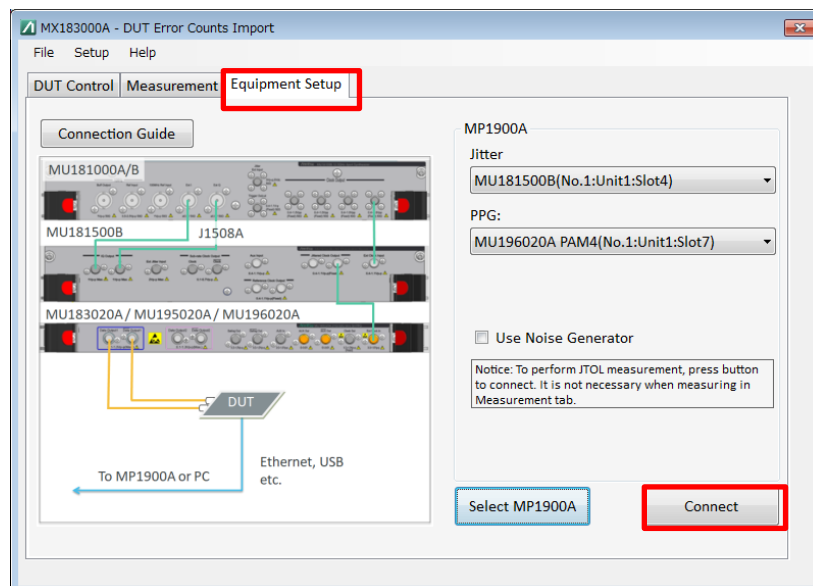 MX183000A - DUT Error Counts Import
File Setup Help
DUT Control Measurement Equipment Setup
Connection Guide
MU181000A/B
MU181500B J1508A
MU183020A / MU195020A / MU196020A
DUT
To MP1900A or PC
Ethernet, USB
etc.
MP1900A
Jitter
MU181500B(No.1:Unit1:Slot4)
PPG:
MU196020A PAM4(No.1:Unit1:Slot7)
Use Noise Generator
Notice: To perform JTOL measurement, press button
to connect. It is not necessary when measuring in
Measurement tab.
Select MP1900A
Connect